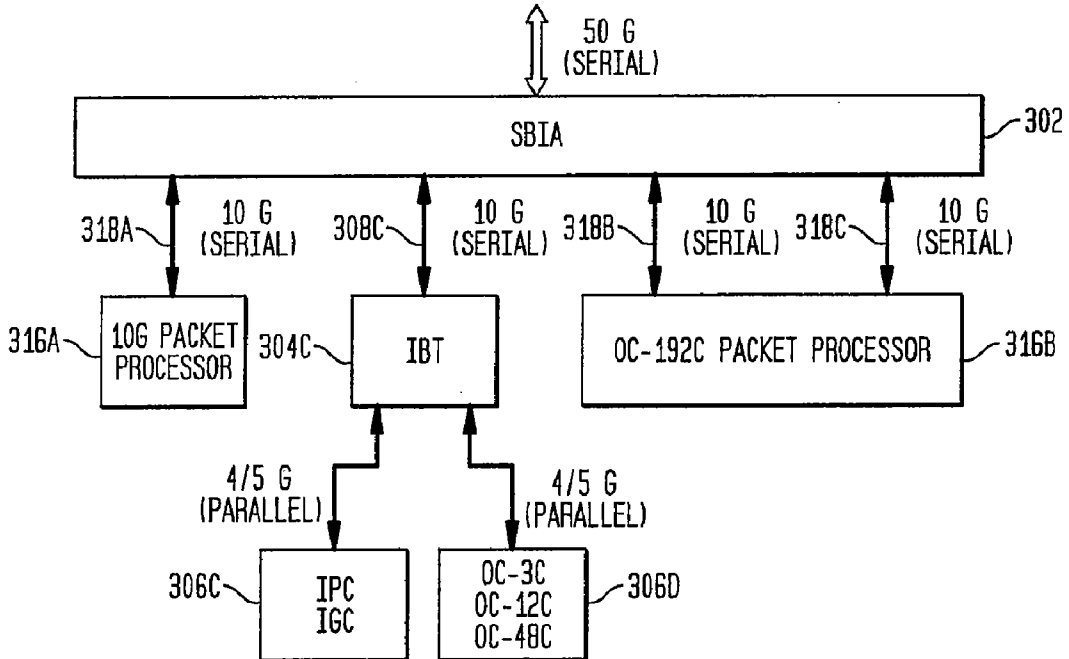 50 G
(SERIAL)
SBIA
302
318A
10 G
(SERIAL)
308C
10 G
(SERIAL)
318B
10 G
(SERIAL)
318C
10 G
(SERIAL)
316A
10G PACKET
PROCESSOR
304C
IBT
OC-192C PACKET PROCESSOR
316B
4/5 G
(PARALLEL)
4/5 G
(PARALLEL)
306C
IPC
IGC
OC-3C
OC-12C
OC-48C
306D